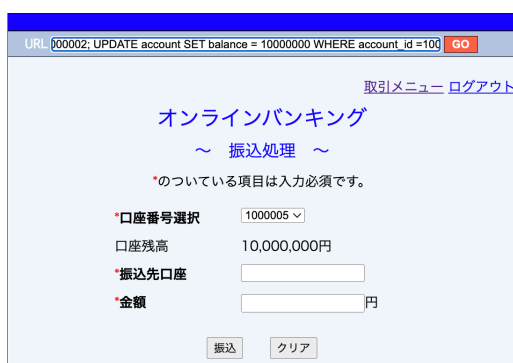 URL 000002; UPDATE account SET balance = 10000000 WHERE account_id =100 GO
取引メニュー ログアウト
オンラインバンキング
～ 振込処理 ～
*のついている項目は入力必須です。
*口座番号選択 1000005
口座残高 10,000,000円
*振込先口座
*金額 円
振込 クリア